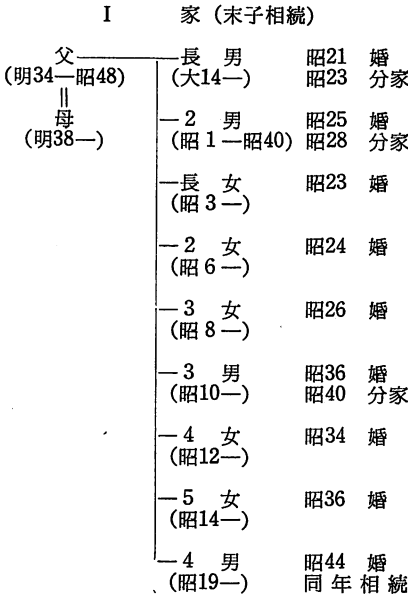 I 家(末子相続)
父 長男 昭21 婚
(明34—昭48) (大14—) 昭23 分家
‖
母 2男 昭25 婚
(明38—) (昭1—昭40) 昭28 分家
長女 昭23 婚
(昭3—)
2女 昭24 婚
(昭6—)
3女 昭26 婚
(昭8—)
3男 昭36 婚
(昭10—) 昭40 分家
4女 昭34 婚
(昭12—)
5女 昭36 婚
(昭14—)
4男 昭44 婚
(昭19—) 同年相続